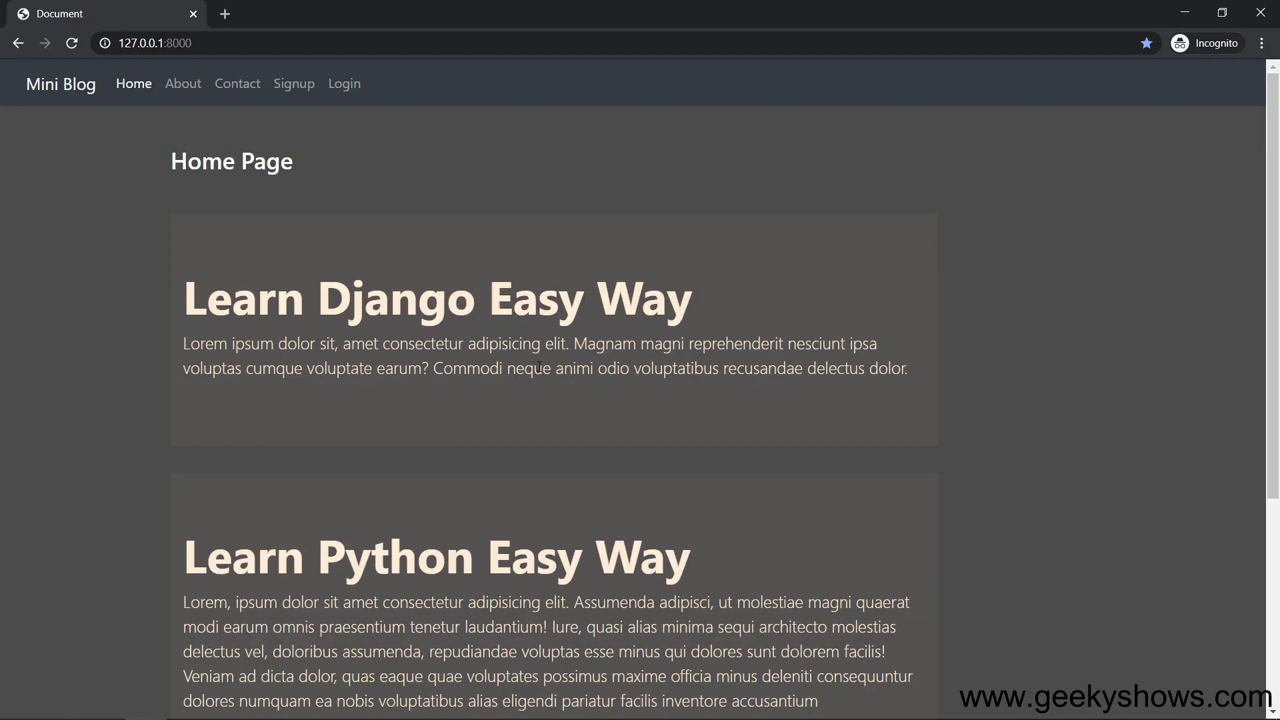 Document
127.0.0.1:8000
Incognito
Mini Blog Home About Contact Signup Login
Home Page
Learn Django Easy Way
Lorem ipsum dolor sit, amet consectetur adipisicing elit. Magnam magni reprehenderit nesciunt ipsa
voluptas cumque voluptate earum? Commodi neque animi odio voluptatibus recusandae delectus dolor.
Learn Python Easy Way
Lorem, ipsum dolor sit amet consectetur adipisicing elit. Assumenda adipisci, ut molestiae magni quaerat
modi earum omnis praesentium tenetur laudantium! Iure, quasi alias minima sequi architecto molestias
delectus vel, doloribus assumenda, repudiandae voluptas esse minus qui dolores sunt dolorem facilis!
Veniam ad dicta dolor, quas eaque quae voluptates possimus maxime officia minus deleniti consequuntur
dolores numquam ea nobis voluptatibus alias eligendi pariatur facilis inventore accusantium
www.geekyshows.com